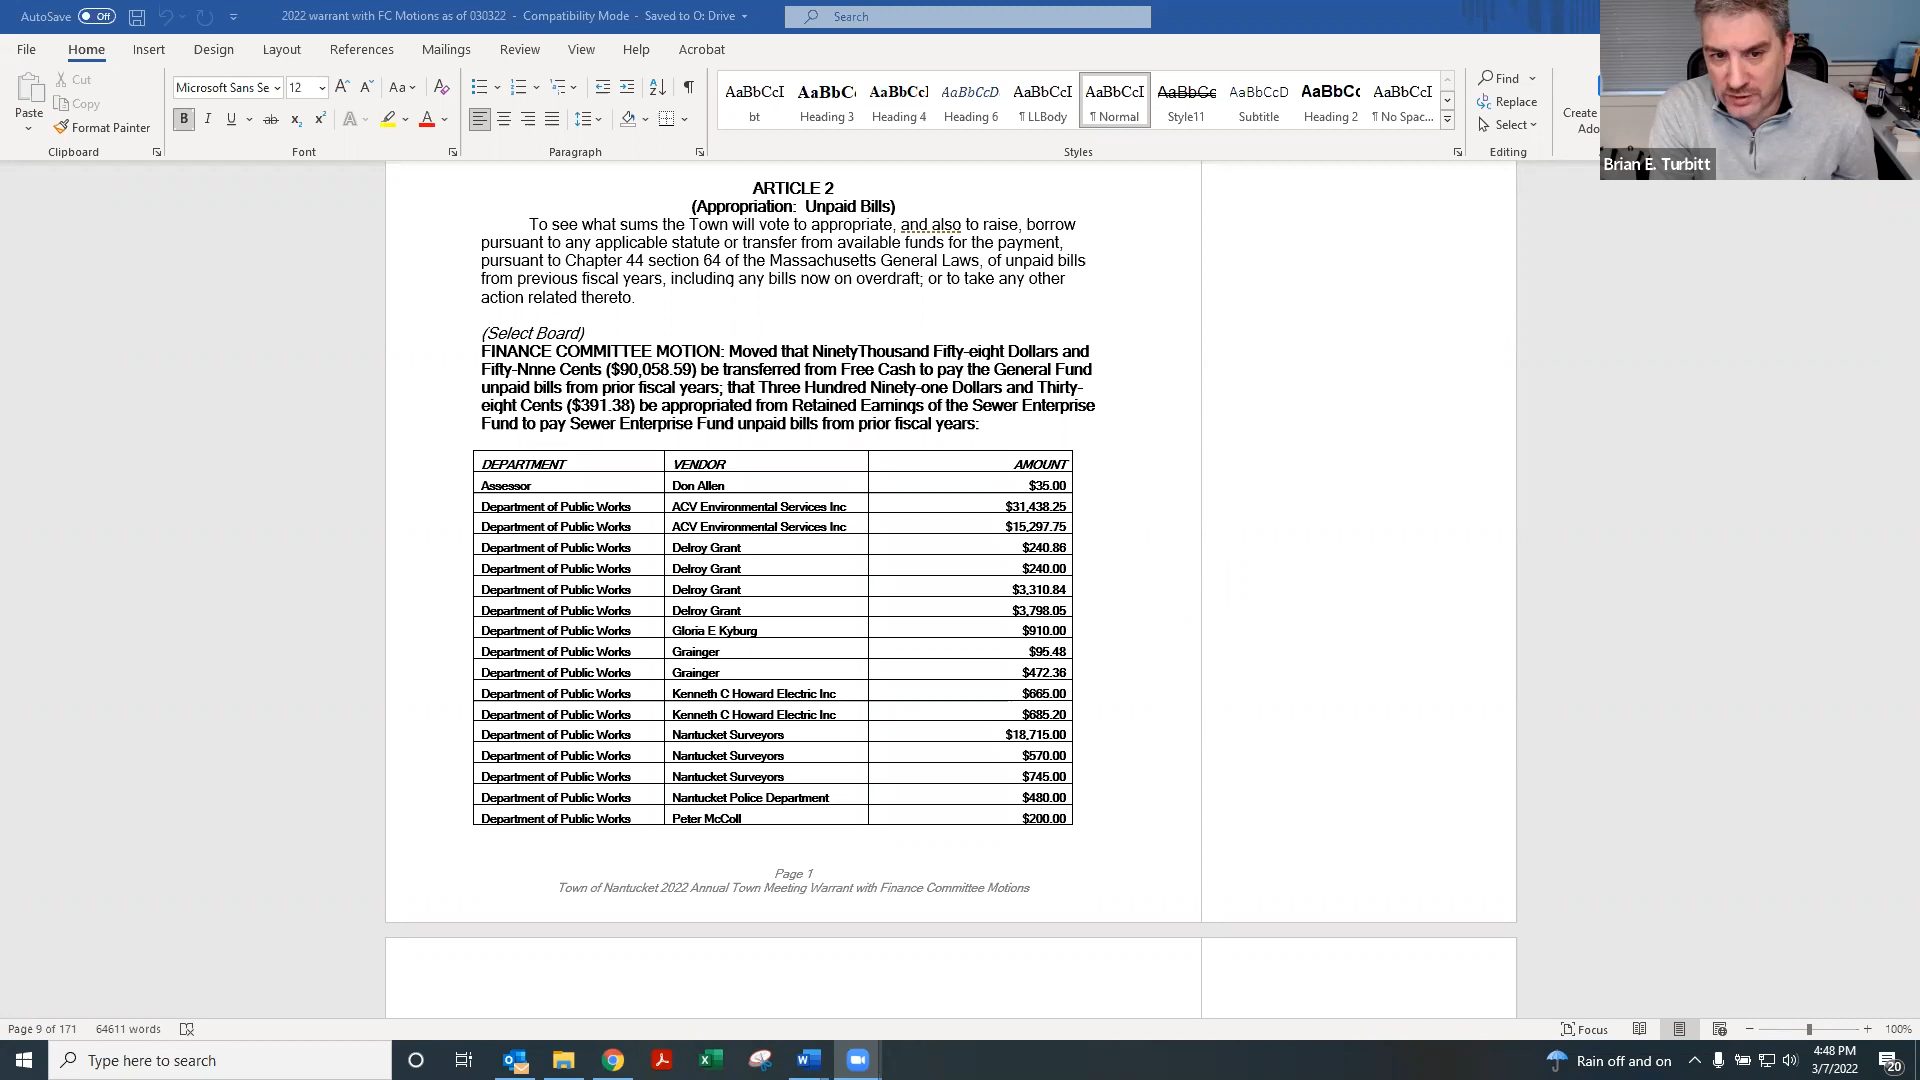 AutoSave Off 2022 warrant with FC Motions as of 030322 - Compatibility Mode - Saved to O: Drive Search
File Home Insert Design Layout References Mailings Review View Help Acrobat
Paste Cut Copy Format Painter
Microsoft Sans Se 12 Aa
B I U ab x₂ x² A A
AaBbCcI AaBbC AaBbCcI AaBbCcD AaBbCcI AaBbCcI AaBbCc AaBbCcD AaBbCc AaBbCcI
bt Heading 3 Heading 4 Heading 6 ¶ LLBody ¶ Normal Style11 Subtitle Heading 2 ¶ No Spac...
Find Replace Select
Create
Ado
Clipboard Font Paragraph Styles Editing
Brian E. Turbitt
ARTICLE 2
(Appropriation: Unpaid Bills)
To see what sums the Town will vote to appropriate, and also to raise, borrow
pursuant to any applicable statute or transfer from available funds for the payment,
pursuant to Chapter 44 section 64 of the Massachusetts General Laws, of unpaid bills
from previous fiscal years, including any bills now on overdraft; or to take any other
action related thereto.
(Select Board)
FINANCE COMMITTEE MOTION: Moved that NinetyThousand Fifty-eight Dollars and
Fifty-Nnne Cents ($90,058.59) be transferred from Free Cash to pay the General Fund
unpaid bills from prior fiscal years; that Three Hundred Ninety-one Dollars and Thirty-
eight Cents ($391.38) be appropriated from Retained Earnings of the Sewer Enterprise
Fund to pay Sewer Enterprise Fund unpaid bills from prior fiscal years:
DEPARTMENT VENDOR AMOUNT
Assessor Don Allen $35.00
Department of Public Works ACV Environmental Services Inc $31,438.25
Department of Public Works ACV Environmental Services Inc $15,297.75
Department of Public Works Delroy Grant $240.86
Department of Public Works Delroy Grant $240.00
Department of Public Works Delroy Grant $3,310.84
Department of Public Works Delroy Grant $3,798.05
Department of Public Works Gloria E Kyburg $910.00
Department of Public Works Grainger $95.48
Department of Public Works Grainger $472.36
Department of Public Works Kenneth C Howard Electric Inc $665.00
Department of Public Works Kenneth C Howard Electric Inc $685.20
Department of Public Works Nantucket Surveyors $18,715.00
Department of Public Works Nantucket Surveyors $570.00
Department of Public Works Nantucket Surveyors $745.00
Department of Public Works Nantucket Police Department $480.00
Department of Public Works Peter McColl $200.00
Page 1
Town of Nantucket 2022 Annual Town Meeting Warrant with Finance Committee Motions
Page 9 of 171 64611 words Focus 100%
Type here to search Rain off and on 4:48 PM
3/7/2022 20